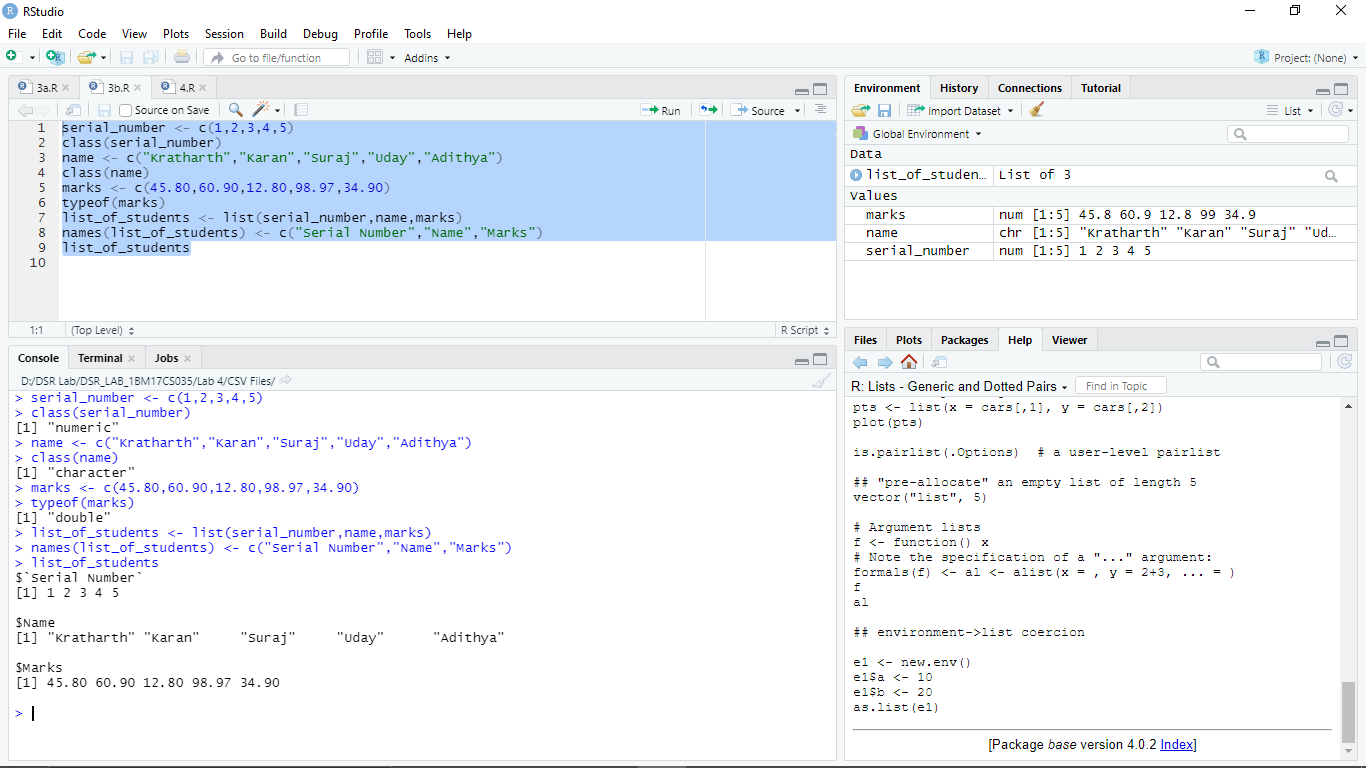 RStudio
File Edit Code View Plots Session Build Debug Profile Tools Help
Go to file/function Addins Project: (None)
3a.R 3b.R 4.R
Source on Save Run Source
1 serial_number <- c(1,2,3,4,5)
2 class(serial_number)
3 name <- c("Kratharth","Karan","Suraj","Uday","Adithya")
4 class(name)
5 marks <- c(45.80,60.90,12.80,98.97,34.90)
6 typeof(marks)
7 list_of_students <- list(serial_number,name,marks)
8 names(list_of_students) <- c("Serial Number","Name","Marks")
9 list_of_students
10
1:1 (Top Level) R Script
Console Terminal Jobs
D:/DSR Lab/DSR_LAB_1BM17CS035/Lab 4/CSV Files/
> serial_number <- c(1,2,3,4,5)
> class(serial_number)
[1] "numeric"
> name <- c("Kratharth","Karan","Suraj","Uday","Adithya")
> class(name)
[1] "character"
> marks <- c(45.80,60.90,12.80,98.97,34.90)
> typeof(marks)
[1] "double"
> list_of_students <- list(serial_number,name,marks)
> names(list_of_students) <- c("Serial Number","Name","Marks")
> list_of_students
$`Serial Number`
[1] 1 2 3 4 5
$Name
[1] "Kratharth" "Karan" "Suraj" "Uday" "Adithya"
$Marks
[1] 45.80 60.90 12.80 98.97 34.90
>
Environment History Connections Tutorial
Import Dataset List
Global Environment
Data
list_of_studen… List of 3
Values
marks num [1:5] 45.8 60.9 12.8 99 34.9
name chr [1:5] "Kratharth" "Karan" "Suraj" "Ud…
serial_number num [1:5] 1 2 3 4 5
Files Plots Packages Help Viewer
R: Lists - Generic and Dotted Pairs Find in Topic
pts <- list(x = cars[,1], y = cars[,2])
plot(pts)
is.pairlist(.Options) # a user-level pairlist
## "pre-allocate" an empty list of length 5
vector("list", 5)
# Argument lists
f <- function() x
# Note the specification of a "..." argument:
formals(f) <- al <- alist(x = , y = 2+3, ... = )
f
al
## environment->list coercion
e1 <- new.env()
e1$a <- 10
e1$b <- 20
as.list(e1)
[Package base version 4.0.2 Index]